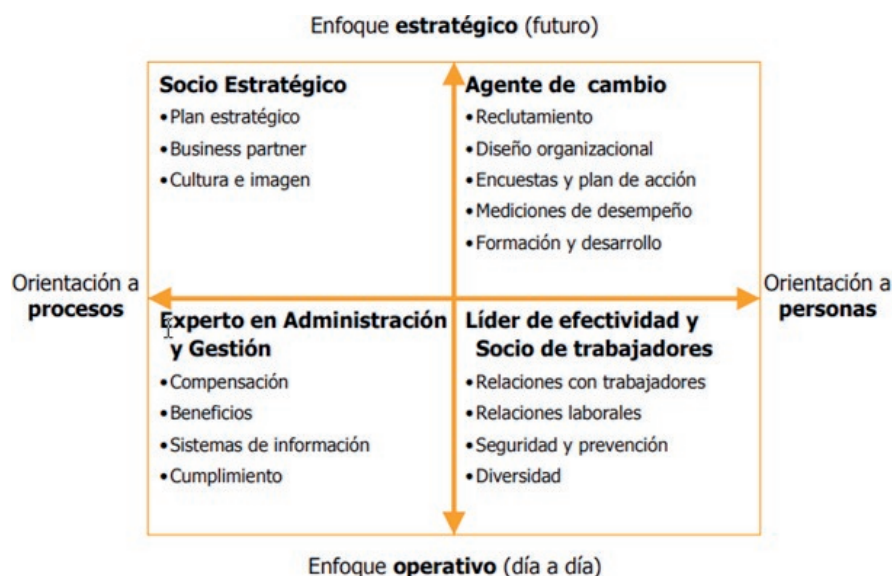 Enfoque estratégico (futuro)
Socio Estratégico
•Plan estratégico
•Business partner
•Cultura e imagen
Agente de cambio
•Reclutamiento
•Diseño organizacional
•Encuestas y plan de acción
•Mediciones de desempeño
•Formación y desarrollo
Orientación a
procesos
Orientación a
personas
Experto en Administración
y Gestión
•Compensación
•Beneficios
•Sistemas de información
•Cumplimiento
Líder de efectividad y
Socio de trabajadores
•Relaciones con trabajadores
•Relaciones laborales
•Seguridad y prevención
•Diversidad
Enfoque operativo (día a día)